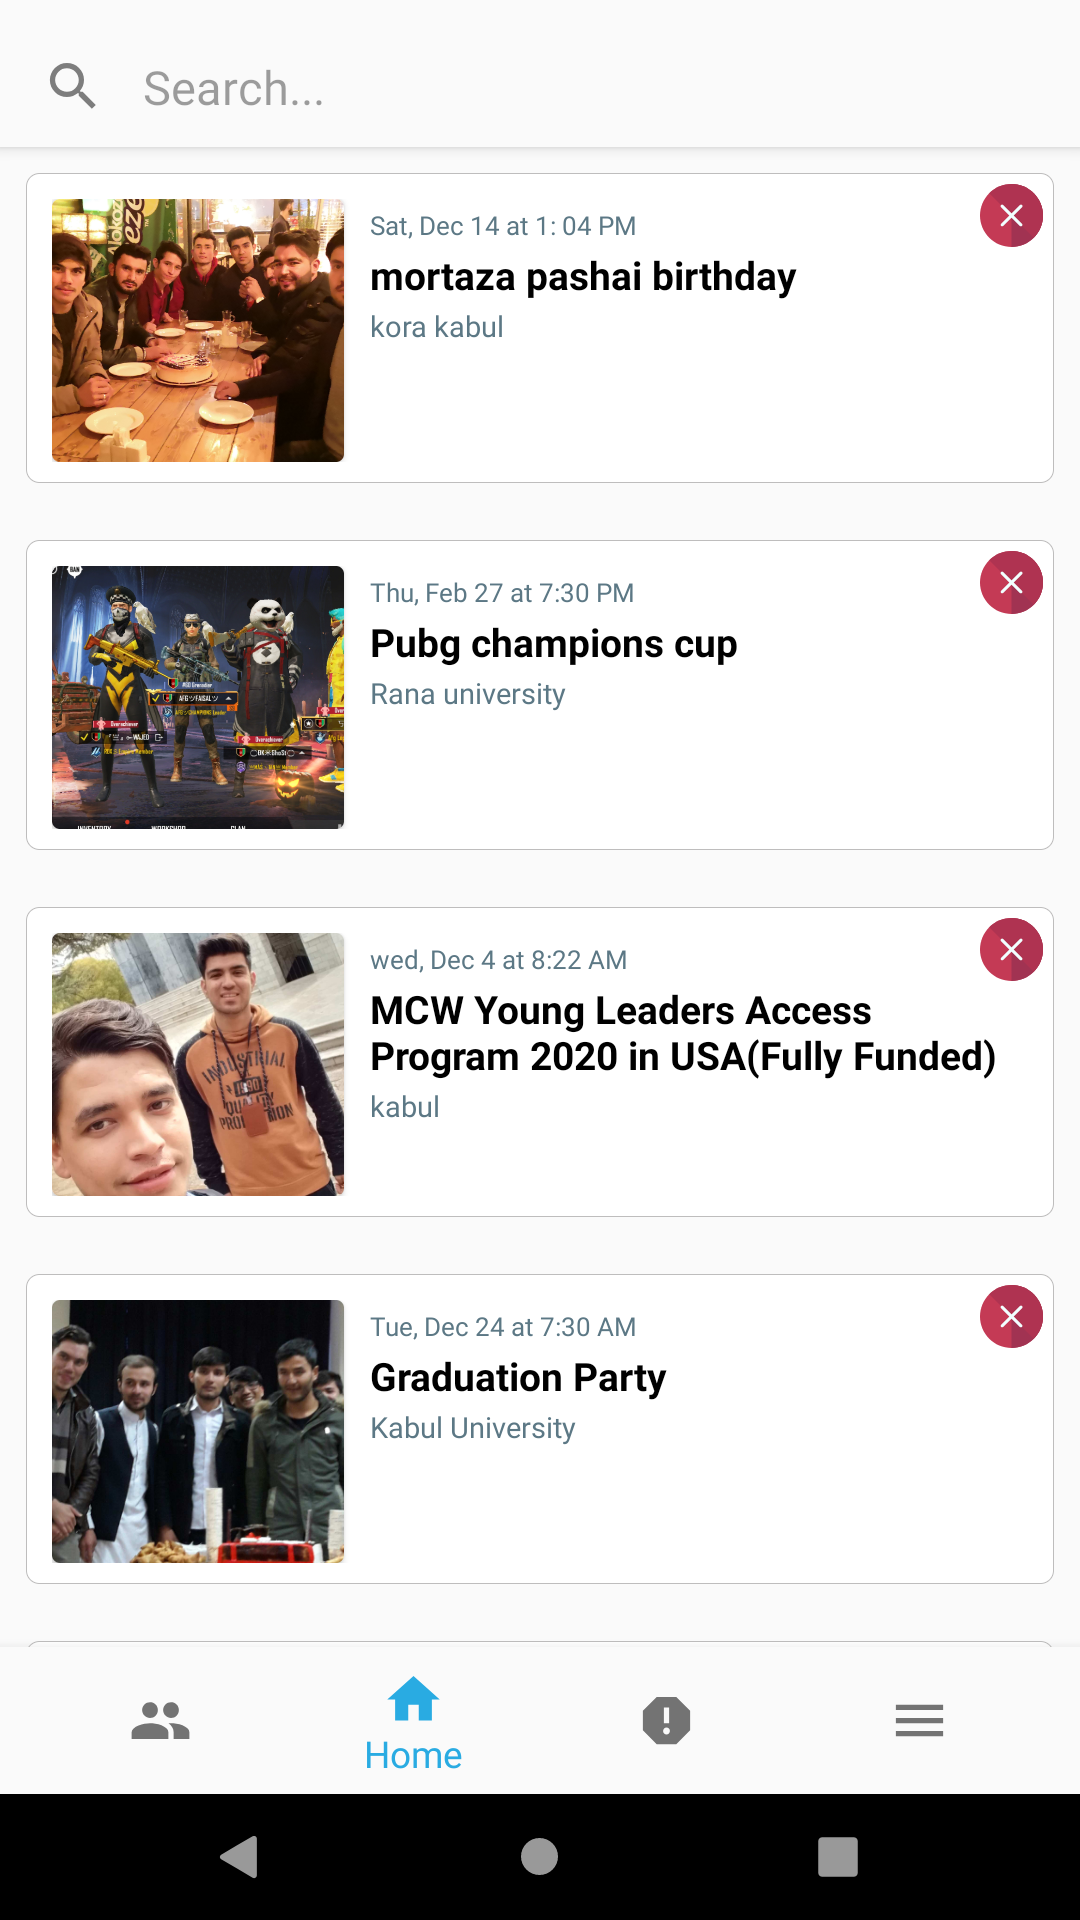 Search...
Sat, Dec 14 at 1: 04 PM
mortaza pashai birthday
kora kabul
Thu, Feb 27 at 7:30 PM
Pubg champions cup
Rana university
wed, Dec 4 at 8:22 AM
MCW Young Leaders Access
Program 2020 in USA(Fully Funded)
kabul
INDUSTRIAL
1990
Tue, Dec 24 at 7:30 AM
Graduation Party
Kabul University
Home